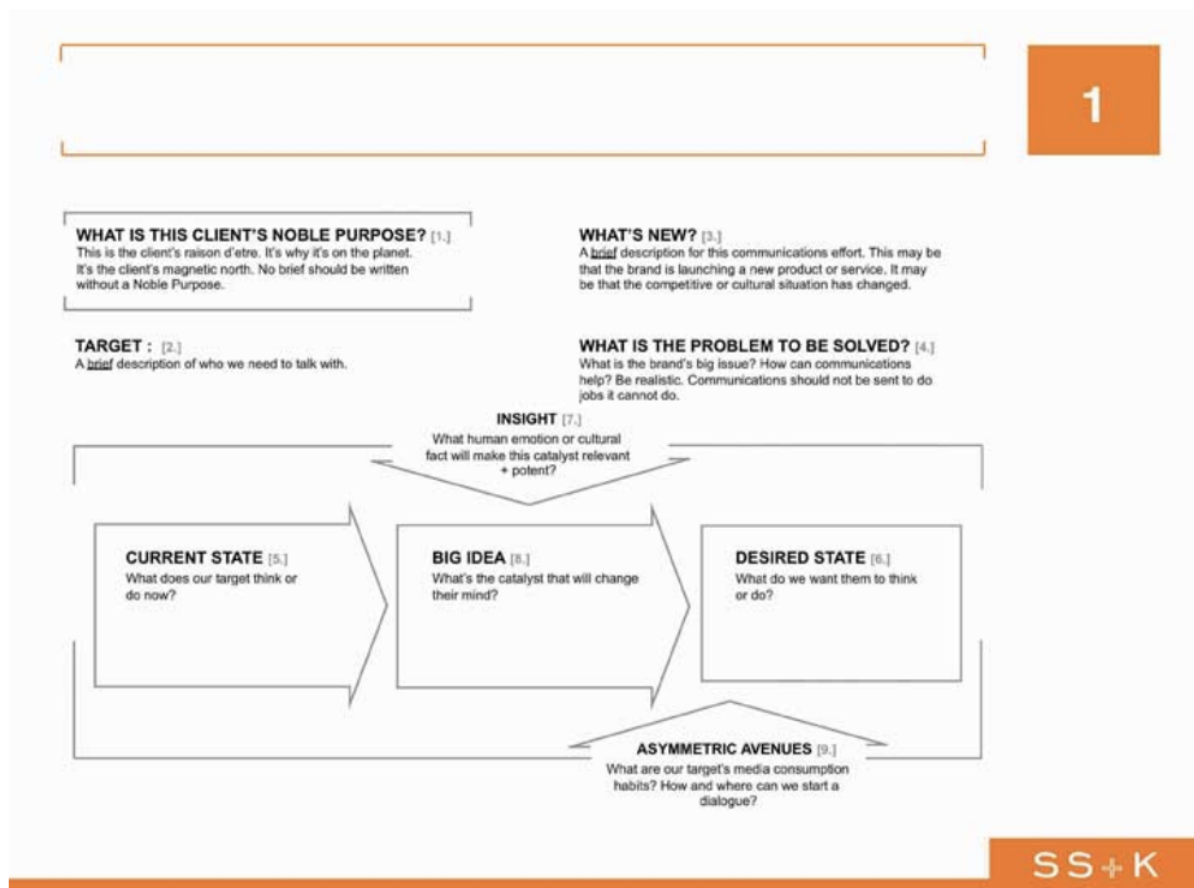 1
WHAT IS THIS CLIENT'S NOBLE PURPOSE? [1.]
This is the client's raison d'etre. It's why it's on the planet.
It's the client's magnetic north. No brief should be written
without a Noble Purpose.
WHAT'S NEW? [3.]
A brief description for this communications effort. This may be
that the brand is launching a new product or service. It may
be that the competitive or cultural situation has changed.
TARGET : [2.]
A brief description of who we need to talk with.
WHAT IS THE PROBLEM TO BE SOLVED? [4.]
What is the brand's big issue? How can communications
help? Be realistic. Communications should not be sent to do
jobs it cannot do.
INSIGHT [7.]
What human emotion or cultural
fact will make this catalyst relevant
+ potent?
CURRENT STATE [5.]
What does our target think or
do now?
BIG IDEA [8.]
What's the catalyst that will change
their mind?
DESIRED STATE [6.]
What do we want them to think
or do?
ASYMMETRIC AVENUES [9.]
What are our target's media consumption
habits? How and where can we start a
dialogue?
SS+K